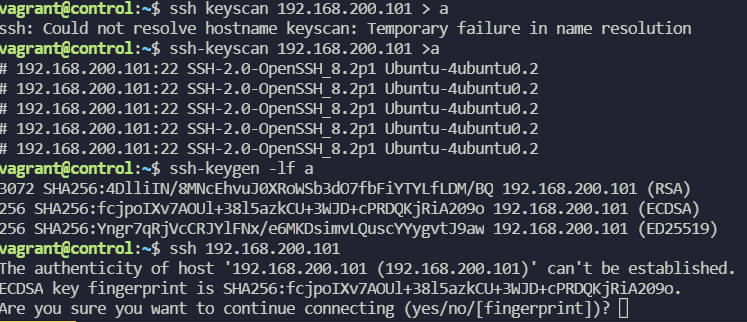 vagrant@control:~$ ssh keyscan 192.168.200.101 > a
ssh: Could not resolve hostname keyscan: Temporary failure in name resolution
vagrant@control:~$ ssh-keyscan 192.168.200.101 >a
# 192.168.200.101:22 SSH-2.0-OpenSSH_8.2p1 Ubuntu-4ubuntu0.2
# 192.168.200.101:22 SSH-2.0-OpenSSH_8.2p1 Ubuntu-4ubuntu0.2
# 192.168.200.101:22 SSH-2.0-OpenSSH_8.2p1 Ubuntu-4ubuntu0.2
# 192.168.200.101:22 SSH-2.0-OpenSSH_8.2p1 Ubuntu-4ubuntu0.2
# 192.168.200.101:22 SSH-2.0-OpenSSH_8.2p1 Ubuntu-4ubuntu0.2
vagrant@control:~$ ssh-keygen -lf a
3072 SHA256:4DlliIN/8MNcEhvuJ0XRoWSb3dO7fbFiYTYLfLDM/BQ 192.168.200.101 (RSA)
256 SHA256:fcjpoIXv7AOUl+38l5azkCU+3WJD+cPRDQKjRiA209o 192.168.200.101 (ECDSA)
256 SHA256:Yngr7qRjVcCRJYlFNx/e6MKDsimvLQuscYYygvtJ9aw 192.168.200.101 (ED25519)
vagrant@control:~$ ssh 192.168.200.101
The authenticity of host '192.168.200.101 (192.168.200.101)' can't be established.
ECDSA key fingerprint is SHA256:fcjpoIXv7AOUl+38l5azkCU+3WJD+cPRDQKjRiA209o.
Are you sure you want to continue connecting (yes/no/[fingerprint])?